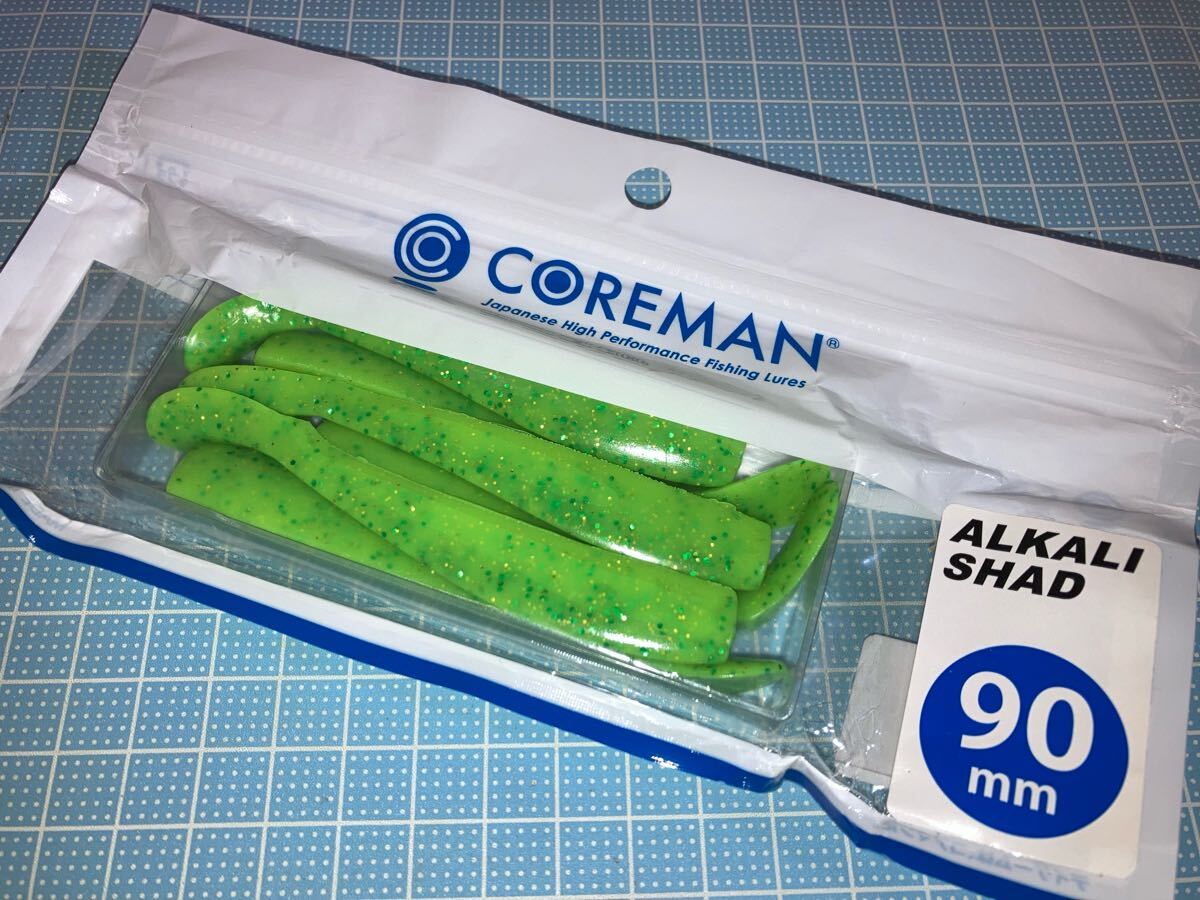 COREMAN®
Japanese High Performance Fishing Lures
ALKALI
SHAD
90
mm